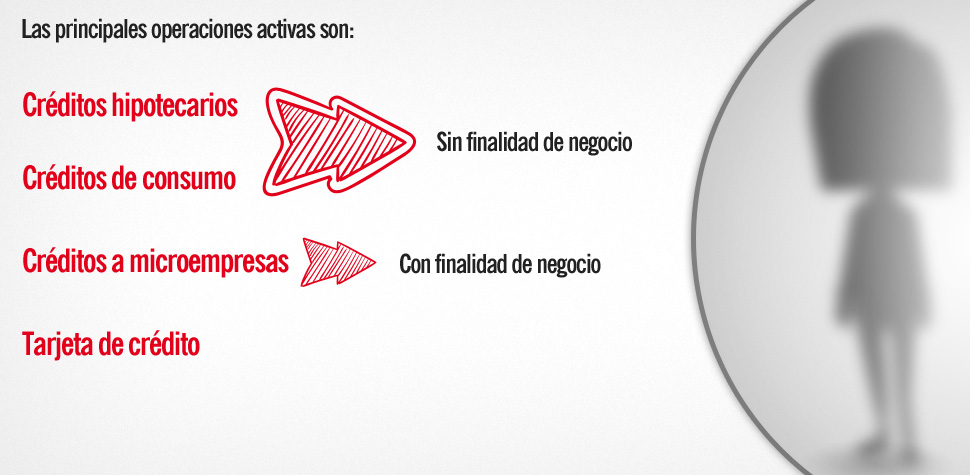 Las principales operaciones activas son:
Créditos hipotecarios
Sin finalidad de negocio
Créditos de consumo
Créditos a microempresas
Con finalidad de negocio
Tarjeta de crédito